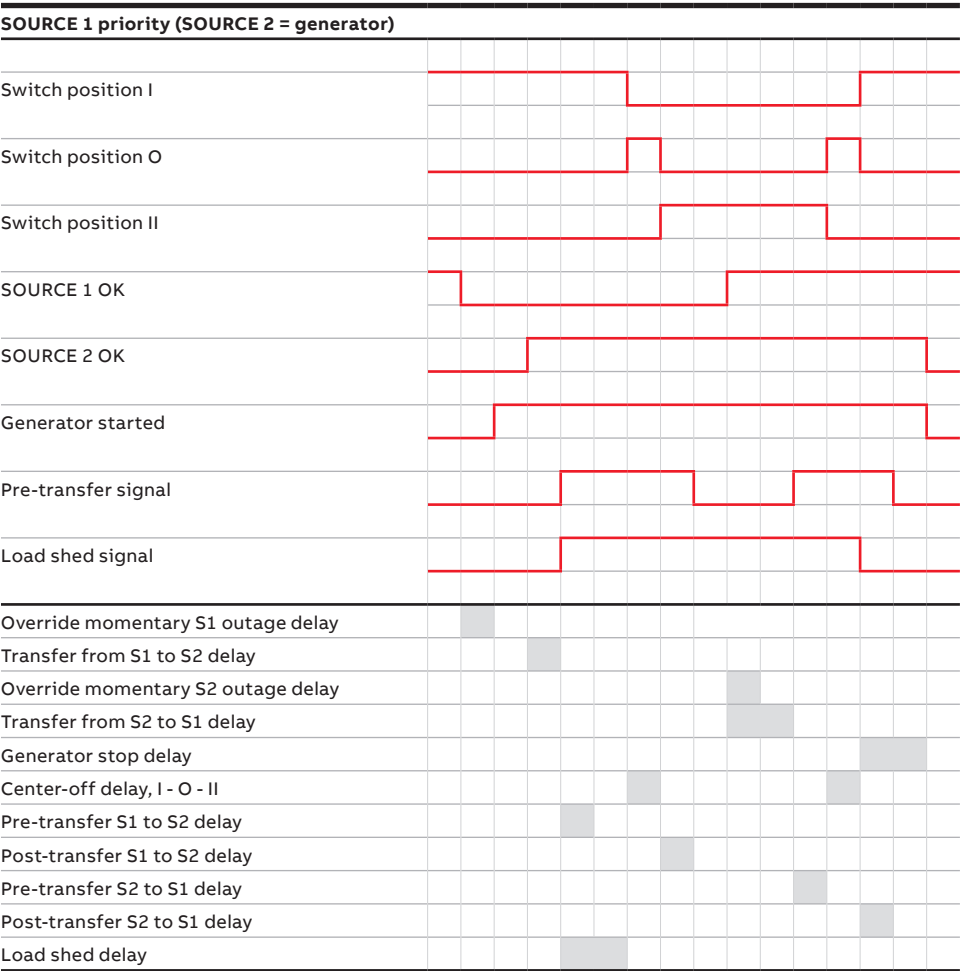 SOURCE 1 priority (SOURCE 2 = generator)
Switch position I
Switch position O
Switch position II
SOURCE 1 OK
SOURCE 2 OK
Generator started
Pre-transfer signal
Load shed signal
Override momentary S1 outage delay
Transfer from S1 to S2 delay
Override momentary S2 outage delay
Transfer from S2 to S1 delay
Generator stop delay
Center-off delay, I - O - II
Pre-transfer S1 to S2 delay
Post-transfer S1 to S2 delay
Pre-transfer S2 to S1 delay
Post-transfer S2 to S1 delay
Load shed delay